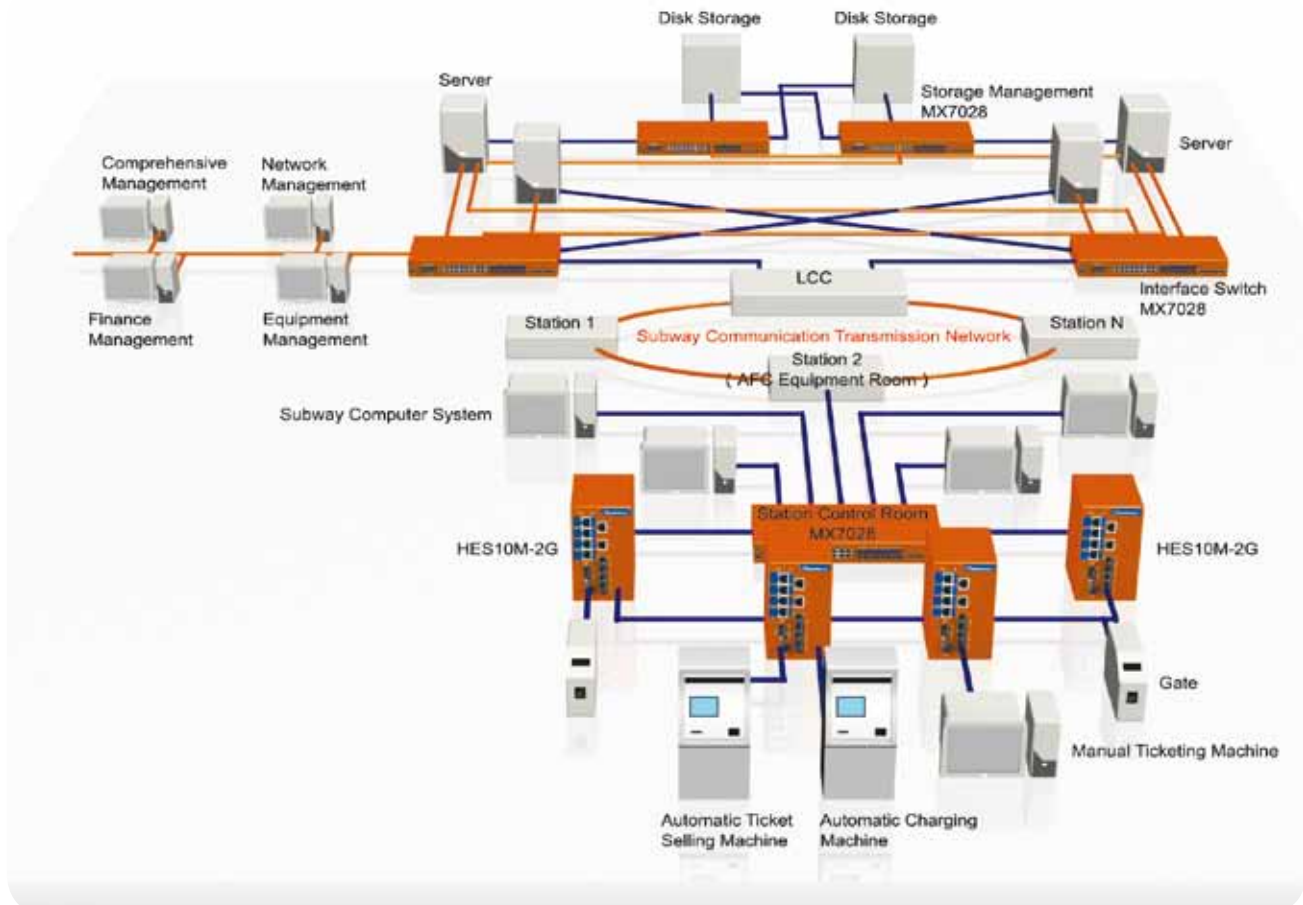 Disk Storage
Disk Storage
Server
Storage Management
MX7028
Server
Comprehensive
Management
Network
Management
LCC
Interface Switch
MX7028
Finance
Management
Equipment
Management
Station 1
Station N
Subway Communication Transmission Network
Station 2
( AFC Equipment Room )
Subway Computer System
Station Control Room
MX7028
HES10M-2G
HES10M-2G
Gate
Manual Ticketing Machine
Automatic Ticket
Selling Machine
Automatic Charging
Machine